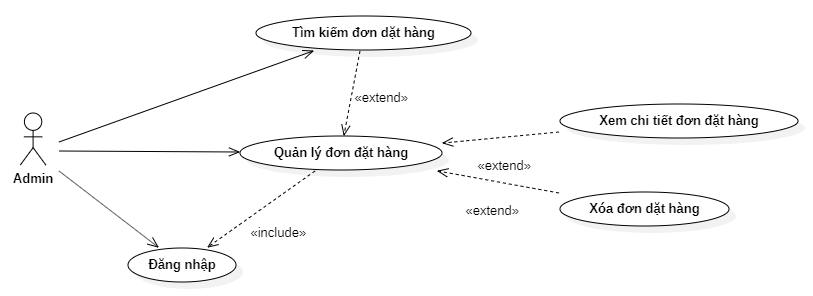 Tìm kiếm đơn dặt hàng
«extend»
Xem chi tiết đơn đặt hàng
Quản lý đơn đặt hàng
«extend»
Admin
Xóa đơn dặt hàng
«extend»
«include»
Đăng nhập